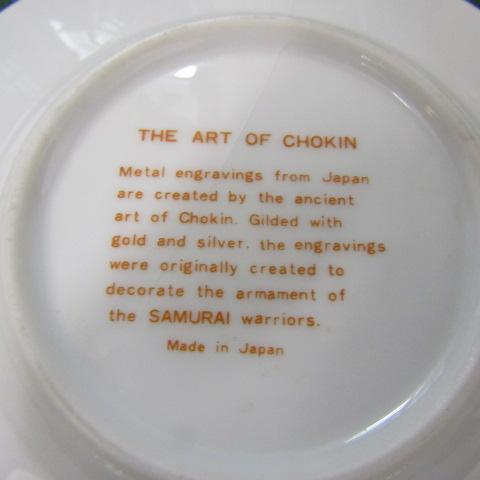 THE ART OF CHOKIN
Metal engravings from Japan
are created by the ancient
art of Chokin. Gilded with
gold and silver. the engravings
were originally created to
decorate the armament of
the SAMURAI warriors.
Made in Japan